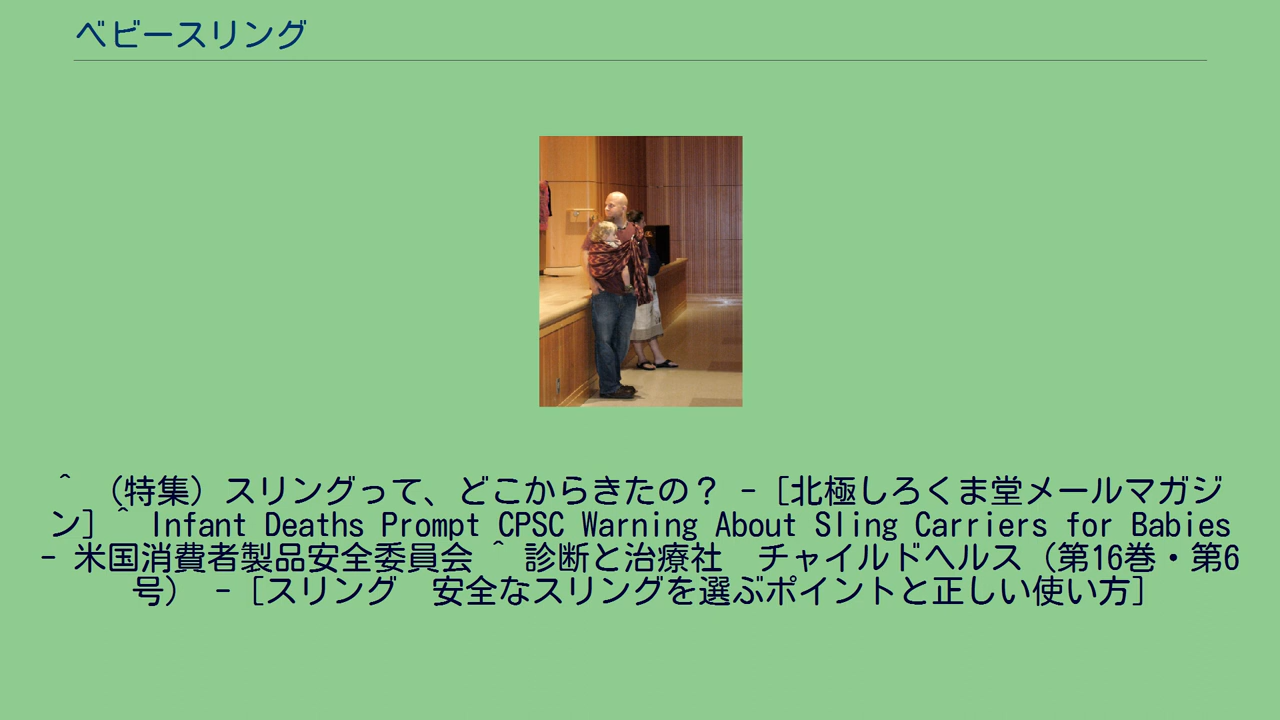 ベビースリング
^ （特集）スリングって、どこからきたの？ - [北極しろくま堂メールマガジ
ン] ^ Infant Deaths Prompt CPSC Warning About Sling Carriers for Babies
- 米国消費者製品安全委員会 ^ 診断と治療社　チャイルドヘルス（第16巻・第6
号） - [スリング　安全なスリングを選ぶポイントと正しい使い方]